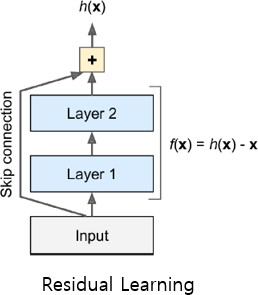 h(x)
+
Layer 2
Skip connection
f(x) = h(x) - x
Layer 1
Input
Residual Learning